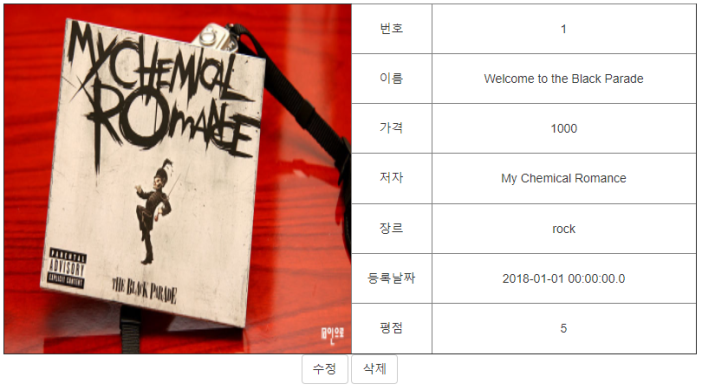 MY CHEMICAL
ROMANCE
PARENTAL
ADVISORY
EXPLICIT CONTENT
THE BLACK PARADE
번호 1
이름 Welcome to the Black Parade
가격 1000
저자 My Chemical Romance
장르 rock
등록날짜 2018-01-01 00:00:00.0
평점 5
수정 삭제